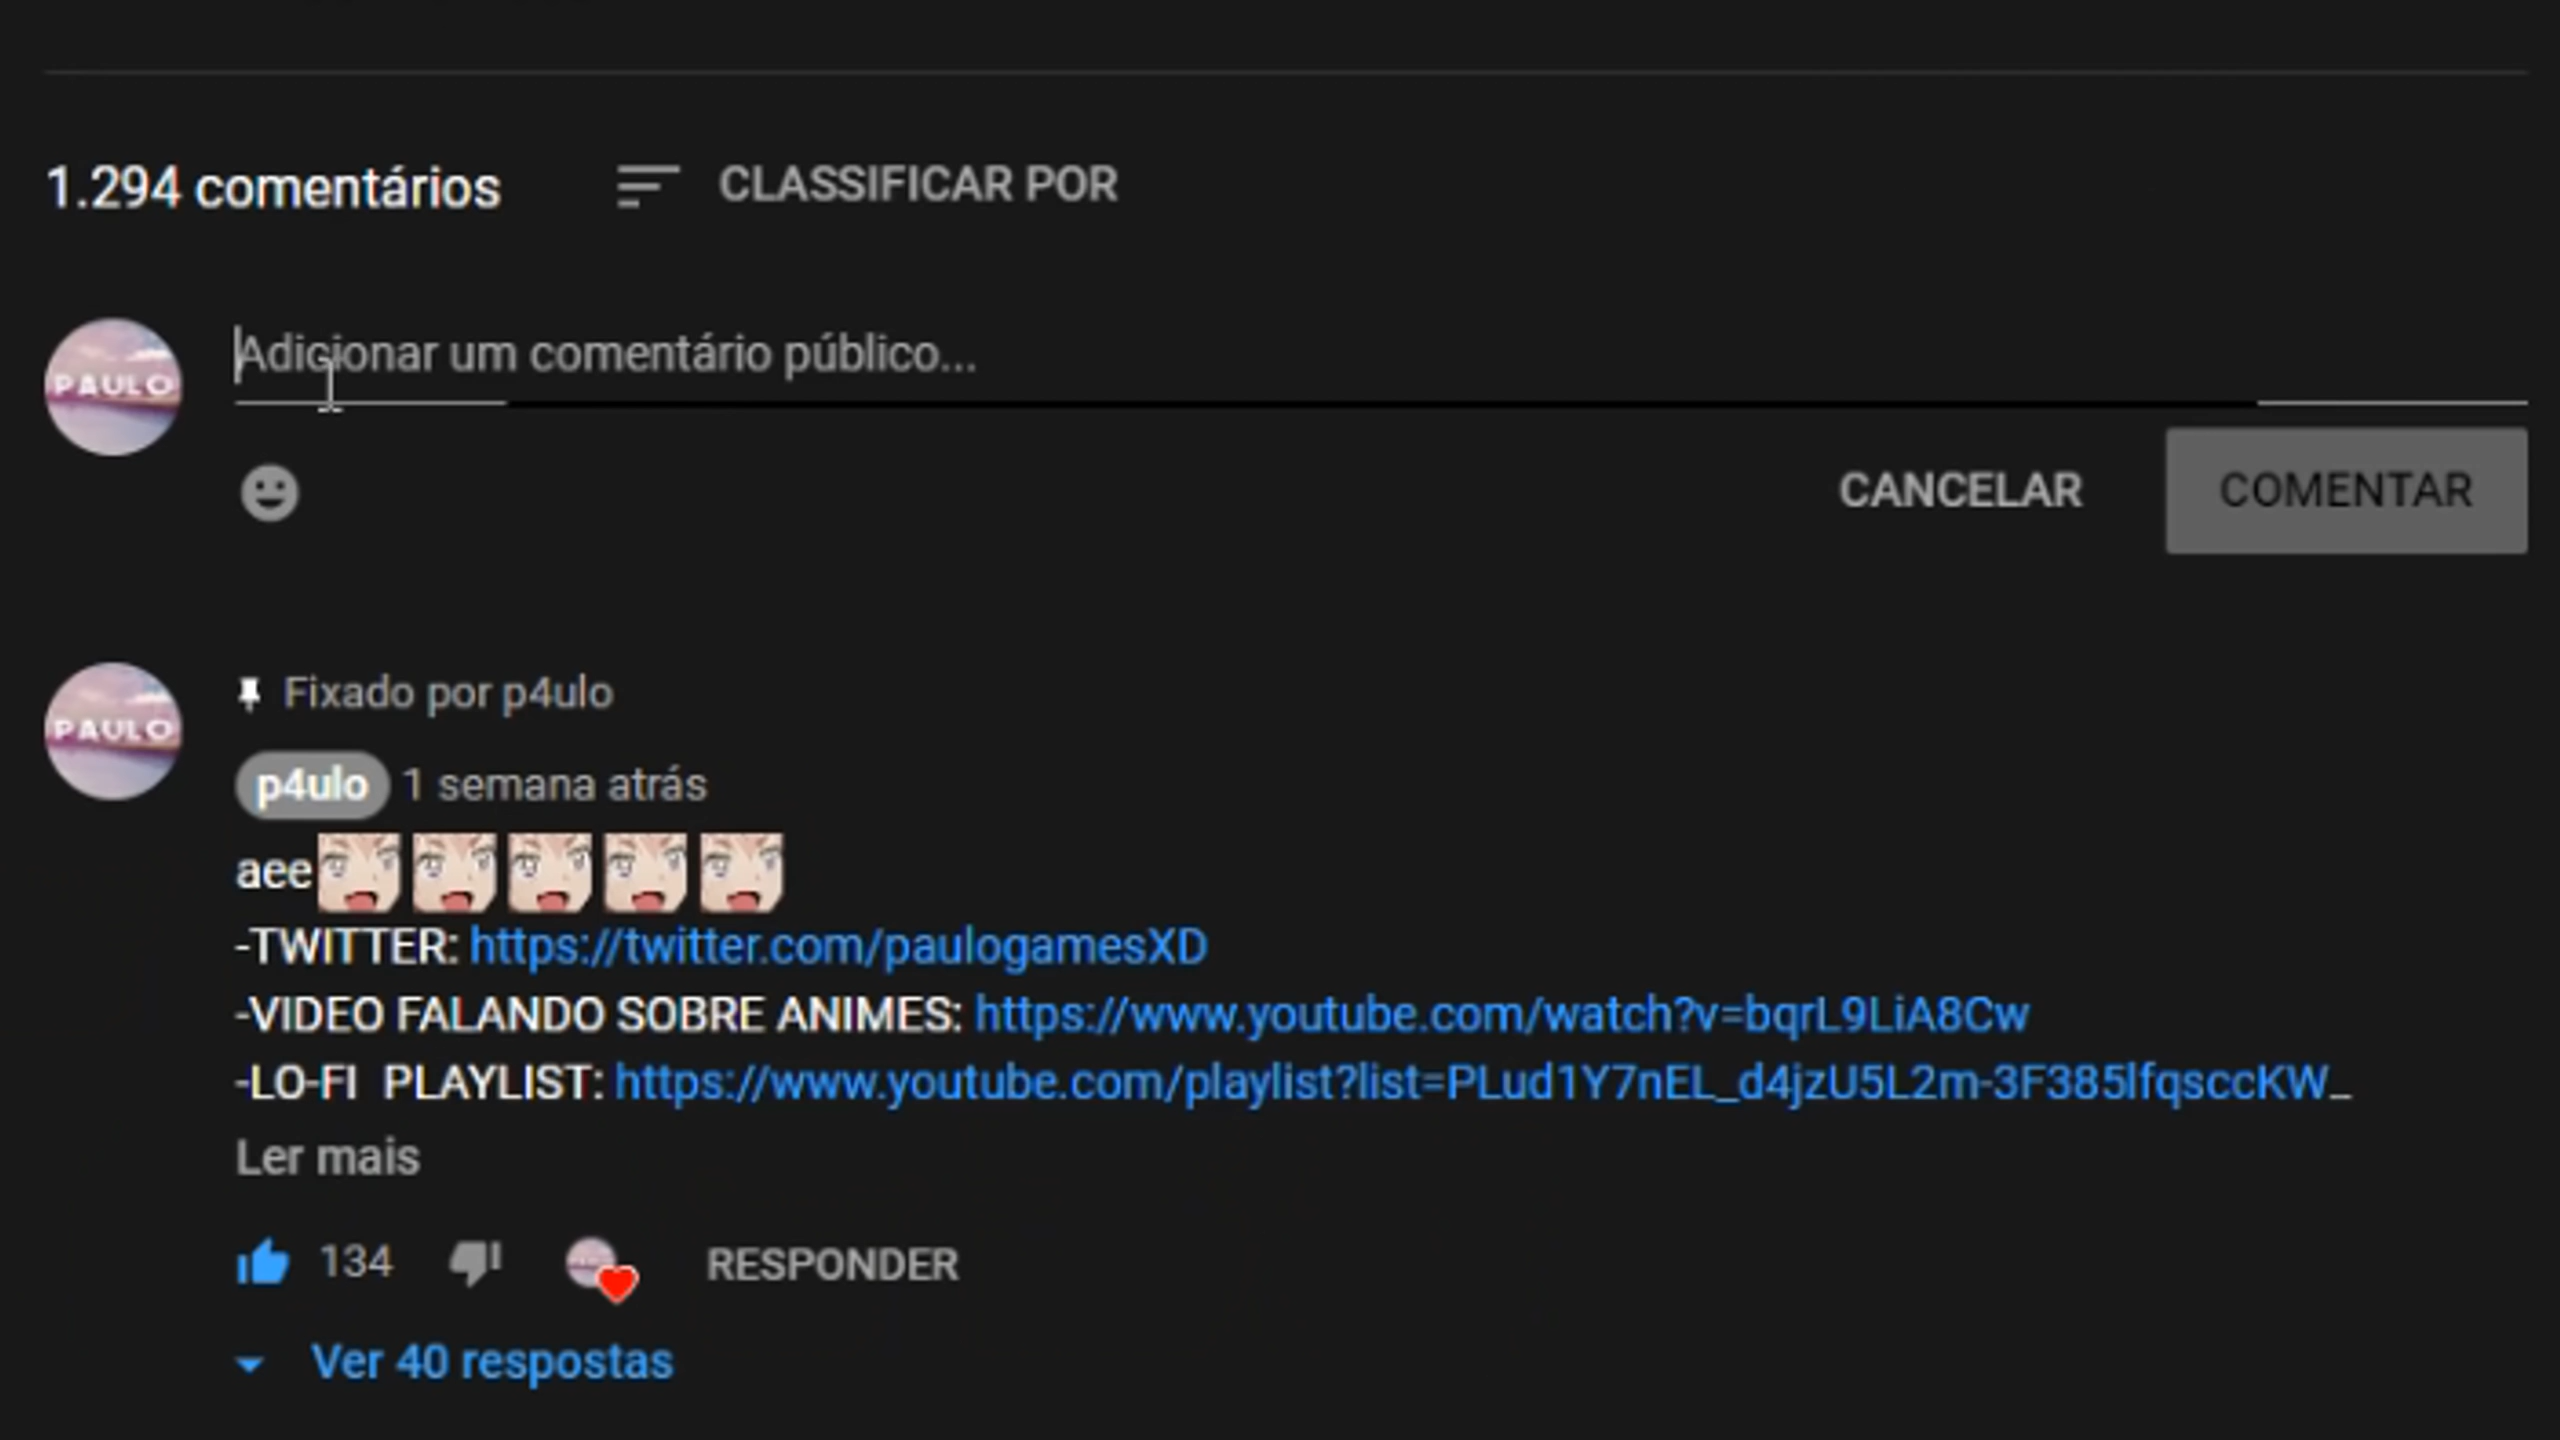 1.294 comentários CLASSIFICAR POR
PAULO Adicionar um comentário público...
CANCELAR COMENTAR
Fixado por p4ulo
PAULO
p4ulo 1 semana atrás
aee
-TWITTER: https://twitter.com/paulogamesXD
-VIDEO FALANDO SOBRE ANIMES: https://www.youtube.com/watch?v=bqrL9LiA8Cw
-LO-FI PLAYLIST: https://www.youtube.com/playlist?list=PLud1Y7nEL_d4jzU5L2m-3F385lfqsccKW_
Ler mais
134 RESPONDER
Ver 40 respostas